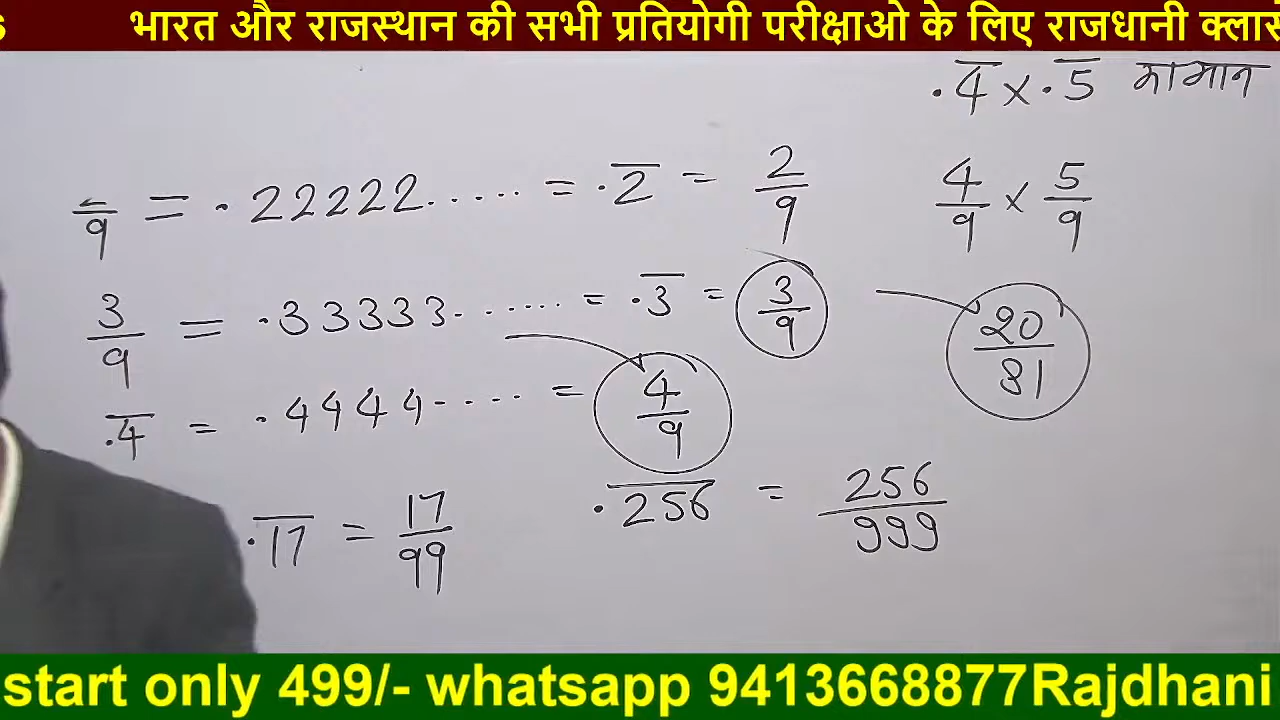 भारत और राजस्थान की सभी प्रतियोगी परीक्षाओ के लिए राजधानी क्लासे
.4̅ × .5̅ का मान
2/9 = .22222..... = .2̅ = 2/9
4/9 × 5/9
3/9 = .33333...... = .3̅ = 3/9
20/81
.4̅ = .4444.... = 4/9
.1̅7̅ = 17/99
.2̅5̅6̅ = 256/999
start only 499/- whatsapp 9413668877Rajdhani